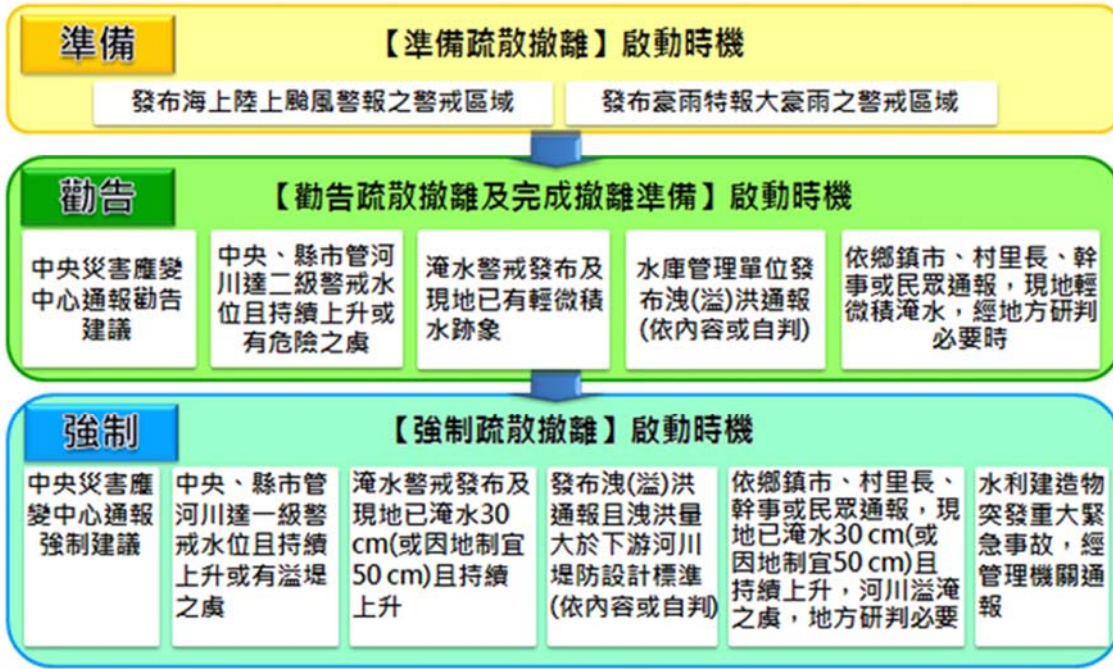 準備
【準備疏散撤離】啟動時機
發布海上陸上颱風警報之警戒區域
發布豪雨特報大豪雨之警戒區域
勸告
【勸告疏散撤離及完成撤離準備】啟動時機
中央災害應變
中心通報勸告
建議
中央、縣市管河
川達二級警戒水
位且持續上升或
有危險之虞
淹水警戒發布及
現地已有輕微積
水跡象
水庫管理單位發
布洩(溢)洪通報
(依內容或自判)
依鄉鎮市、村里長、幹
事或民眾通報，現地輕
微積淹水，經地方研判
必要時
強制
【強制疏散撤離】啟動時機
中央災害應
變中心通報
強制建議
中央、縣市管
河川達一級警
戒水位且持續
上升或有溢堤
之虞
淹水警戒發布及
現地已淹水30
cm(或因地制宜
50 cm)且持續
上升
發布洩(溢)洪
通報且洩洪量
大於下游河川
堤防設計標準
(依內容或自判)
依鄉鎮市、村里長、
幹事或民眾通報，現
地已淹水30 cm(或
因地制宜50 cm)且
持續上升，河川溢淹
之虞，地方研判必要
水利建造物
突發重大緊
急事故，經
管理機關通
報